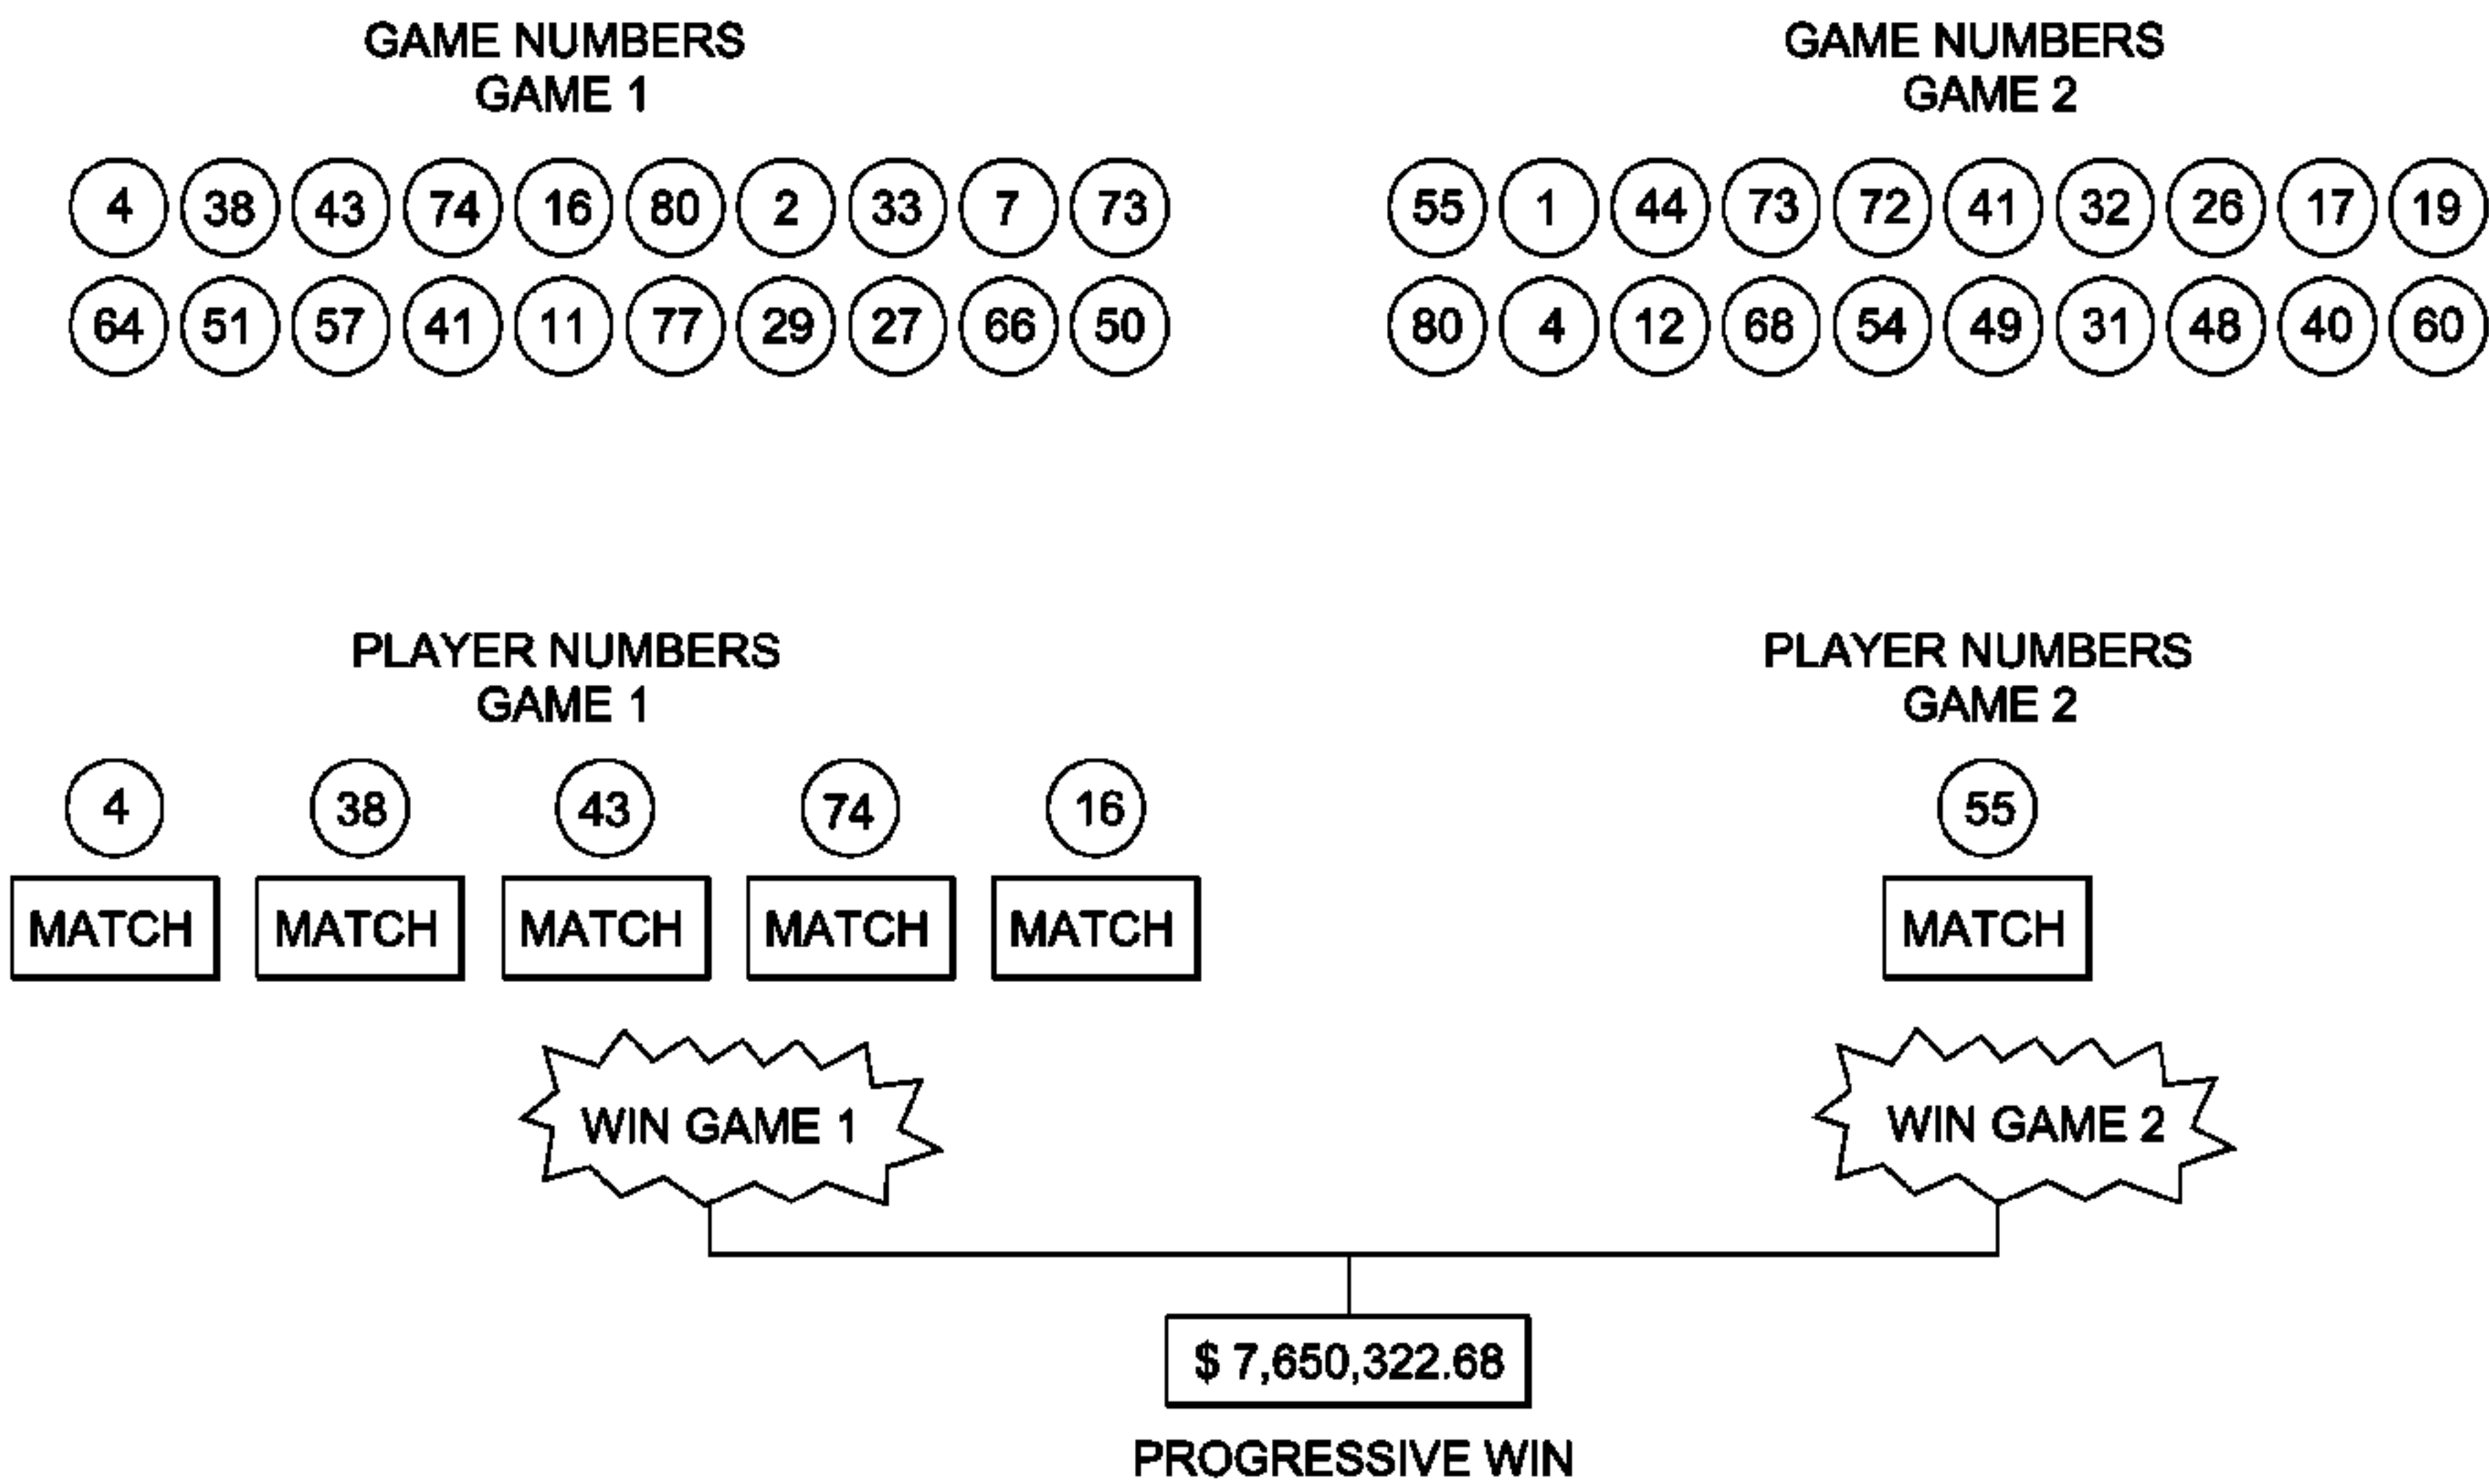 GAME NUMBERS
GAME 1
4 38 43 74 16 80 2 33 7 73
64 51 57 41 11 77 29 27 66 50
GAME NUMBERS
GAME 2
55 1 44 73 72 41 32 26 17 19
80 4 12 68 54 49 31 48 40 60
PLAYER NUMBERS
GAME 1
4 38 43 74 16
MATCH MATCH MATCH MATCH MATCH
WIN GAME 1
PLAYER NUMBERS
GAME 2
55
MATCH
WIN GAME 2
$ 7,650,322.68
PROGRESSIVE WIN